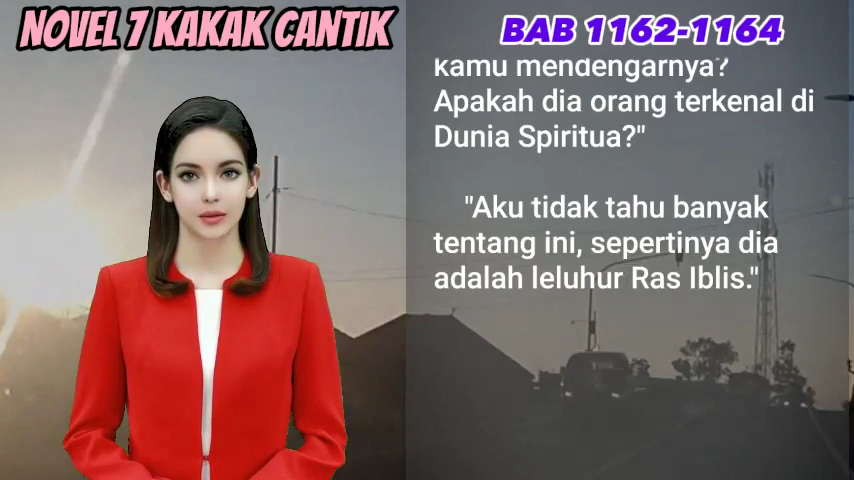 NOVEL 7 KAKAK CANTIK
BAB 1162-1164
kamu mendengarnya?
Apakah dia orang terkenal di
Dunia Spiritua?"
"Aku tidak tahu banyak
tentang ini, sepertinya dia
adalah leluhur Ras Iblis."